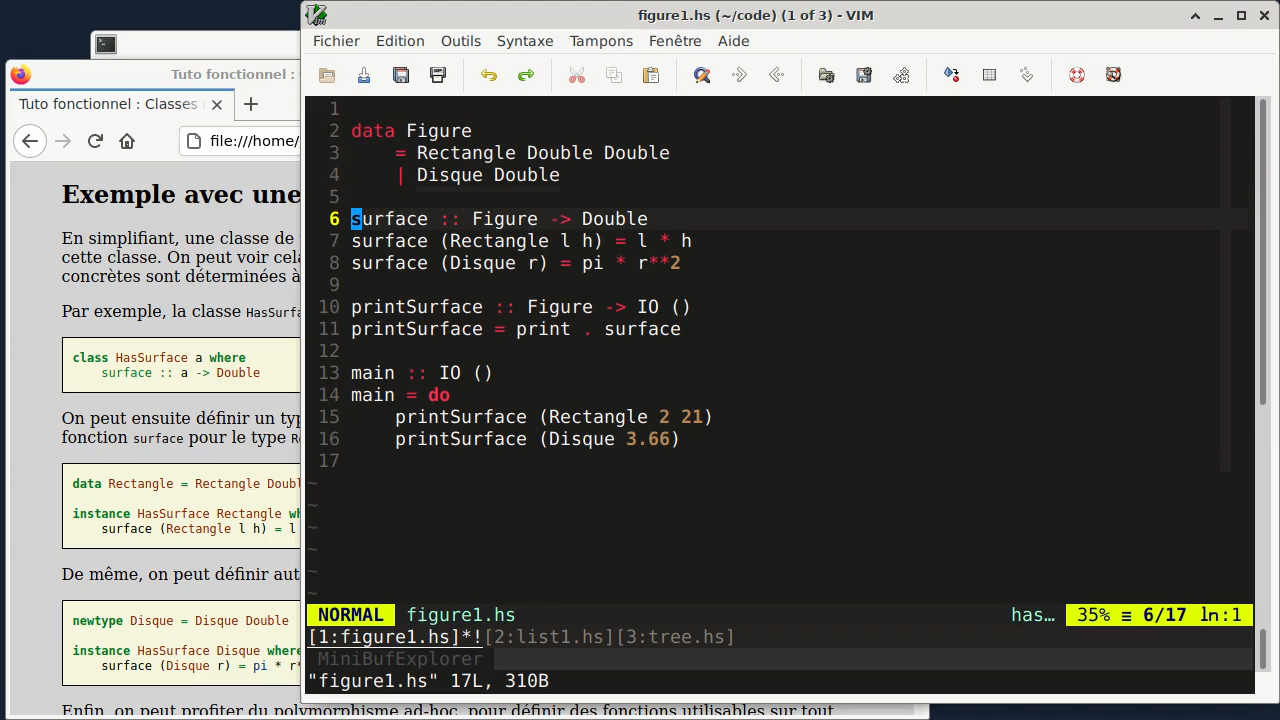 figure1.hs (~/code) (1 of 3) - VIM
Fichier Edition Outils Syntaxe Tampons Fenêtre Aide
1
2 data Figure
3     = Rectangle Double Double
4     | Disque Double
5
6 surface :: Figure -> Double
7 surface (Rectangle l h) = l * h
8 surface (Disque r) = pi * r**2
9
10 printSurface :: Figure -> IO ()
11 printSurface = print . surface
12
13 main :: IO ()
14 main = do
15     printSurface (Rectangle 2 21)
16     printSurface (Disque 3.66)
17
~
~
~
~
~
~
NORMAL figure1.hs has… 35% ≡ 6/17 ln:1
[1:figure1.hs]*![2:list1.hs][3:tree.hs]
MiniBufExplorer
"figure1.hs" 17L, 310B
Tuto fonctionnel :
Tuto fonctionnel : Classes
file:///home/
Exemple avec une
En simplifiant, une classe de
cette classe. On peut voir
concrètes sont déterminées à
Par exemple, la classe
class HasSurface a where
    surface :: a -> Double
On peut ensuite définir un
fonction surface pour le type
data Rectangle = Rectangle
instance HasSurface Rectangle
    surface (Rectangle l h) = l
De même, on peut définir
newtype Disque = Disque Double
instance HasSurface Disque where
    surface (Disque r) = pi *
Enfin, on peut profiter du polymorphisme ad-hoc, pour définir des fonctions utilisables sur tout